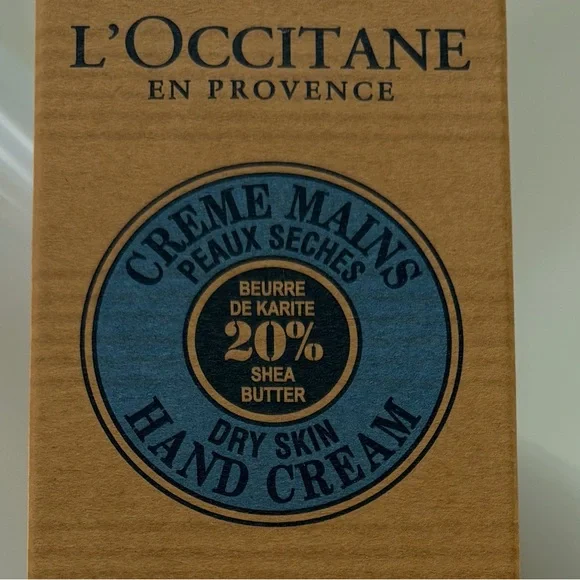 L'OCCITANE
EN PROVENCE
CREME MAINS
PEAUX SECHES
BEURRE
DE KARITE
20%
SHEA
BUTTER
DRY SKIN
HAND CREAM